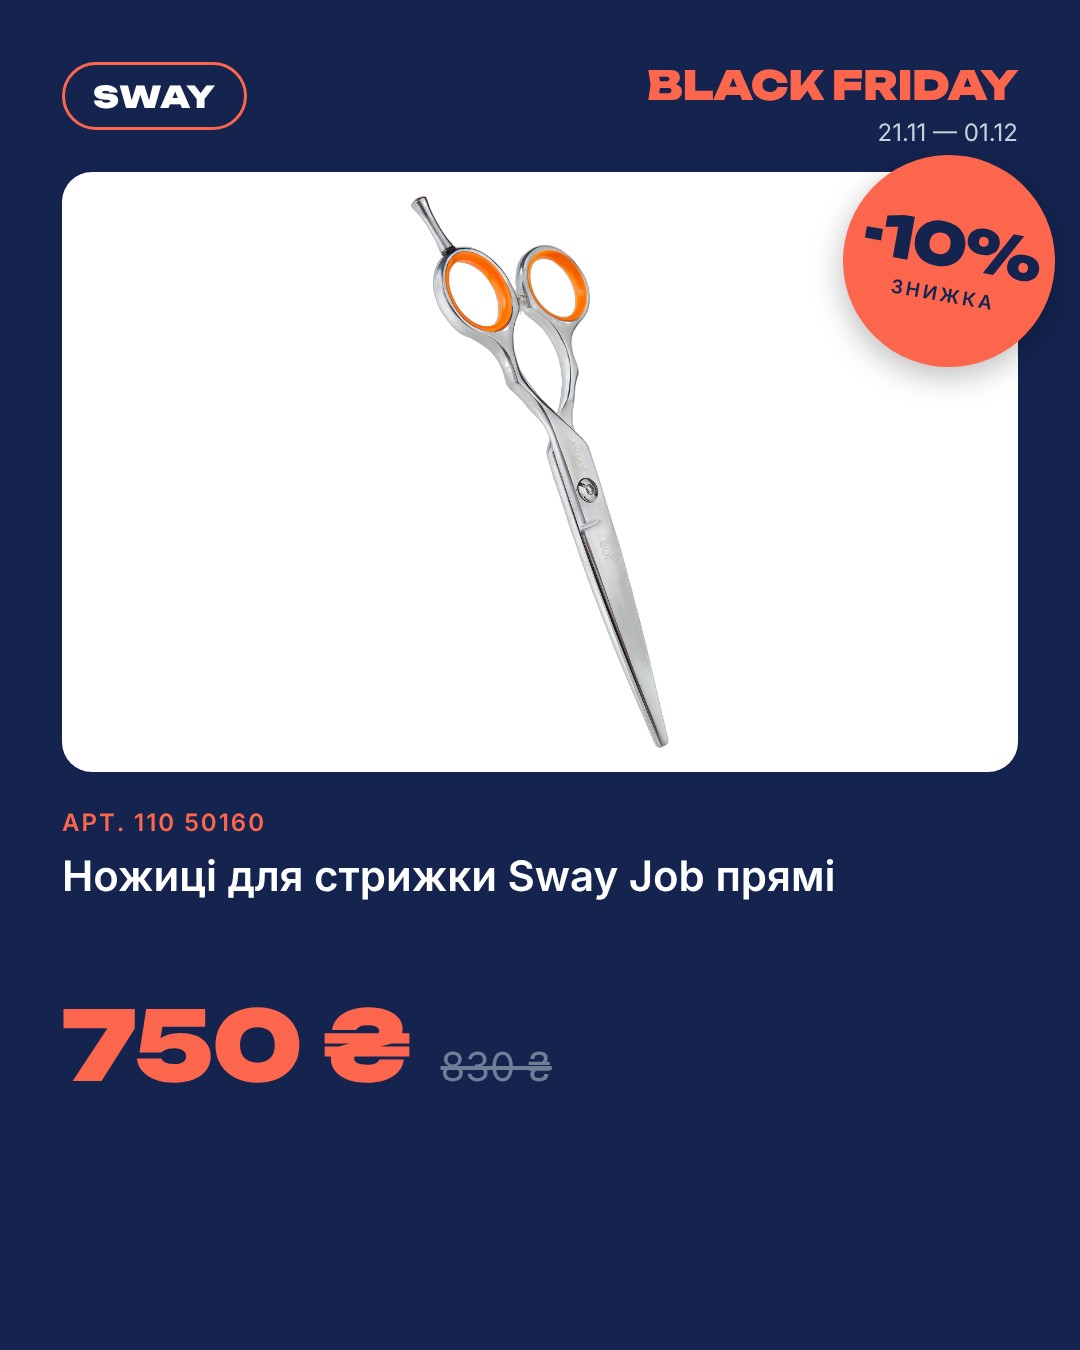 SWAY
BLACK FRIDAY
21.11 — 01.12
-10%
ЗНИЖКА
АРТ. 110 50160
Ножиці для стрижки Sway Job прямі
750 ₴
830 ₴